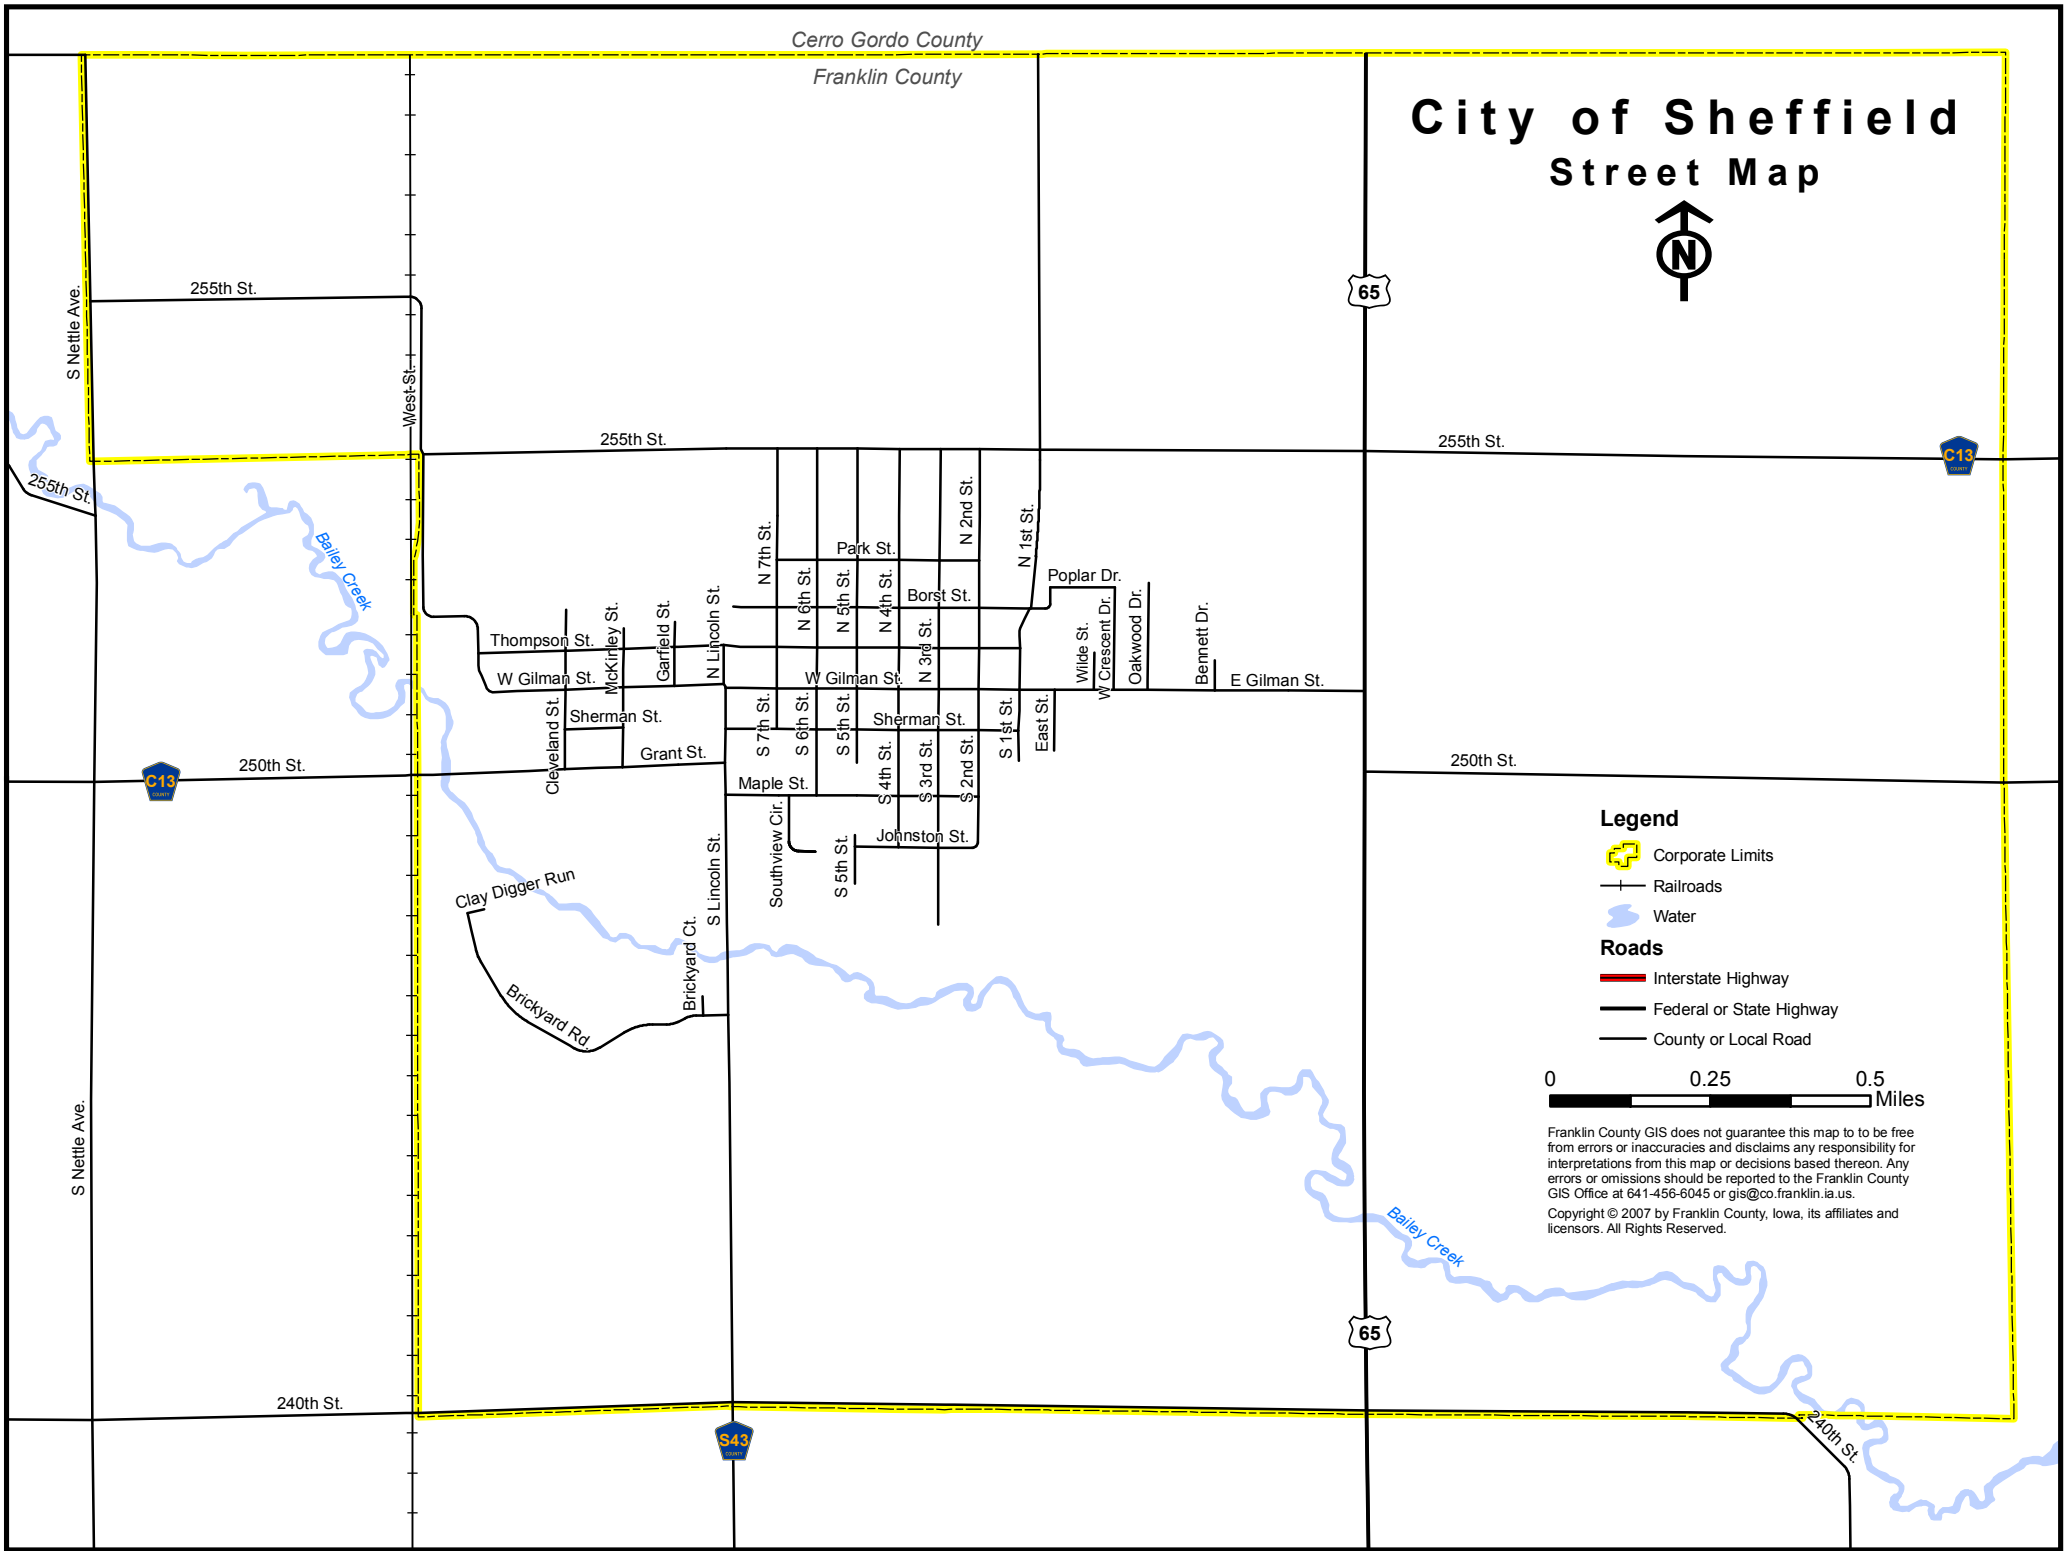 Cerro Gordo County
Franklin County
City of Sheffield
Street Map
N
65
255th St.
S Nettle Ave.
West St.
255th St.
255th St.
C13
COUNTY
255th St.
Bailey Creek
N 7th St.
N 2nd St.
N 1st St.
Park St.
N 6th St.
N 5th St.
N 4th St.
Borst St.
Poplar Dr.
Thompson St.
McKinley St.
Garfield St.
N Lincoln St.
N 3rd St.
Wilde St.
W Crescent Dr.
Oakwood Dr.
Bennett Dr.
W Gilman St.
W Gilman St.
E Gilman St.
Cleveland St.
Sherman St.
S 7th St.
S 6th St.
S 5th St.
Sherman St.
S 1st St.
East St.
Grant St.
250th St.
C13
COUNTY
250th St.
Maple St.
S 4th St.
S 3rd St.
S 2nd St.
Southview Cir.
S 5th St.
Johnston St.
S Lincoln St.
Clay Digger Run
Brickyard Ct.
Brickyard Rd.
S Nettle Ave.
Legend
Corporate Limits
Railroads
Water
Roads
Interstate Highway
Federal or State Highway
County or Local Road
0 0.25 0.5
Miles
Franklin County GIS does not guarantee this map to to be free
from errors or inaccuracies and disclaims any responsibility for
interpretations from this map or decisions based thereon. Any
errors or omissions should be reported to the Franklin County
GIS Office at 641-456-6045 or gis@co.franklin.ia.us.
Copyright © 2007 by Franklin County, Iowa, its affiliates and
licensors. All Rights Reserved.
Bailey Creek
65
240th St.
240th St.
S43
COUNTY